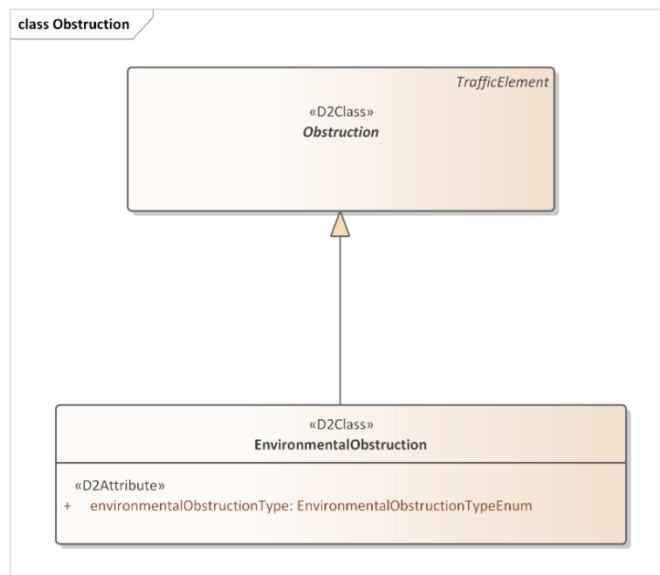 class Obstruction
TrafficElement
«D2Class»
Obstruction
«D2Class»
EnvironmentalObstruction
«D2Attribute»
+ environmentalObstructionType: EnvironmentalObstructionTypeEnum